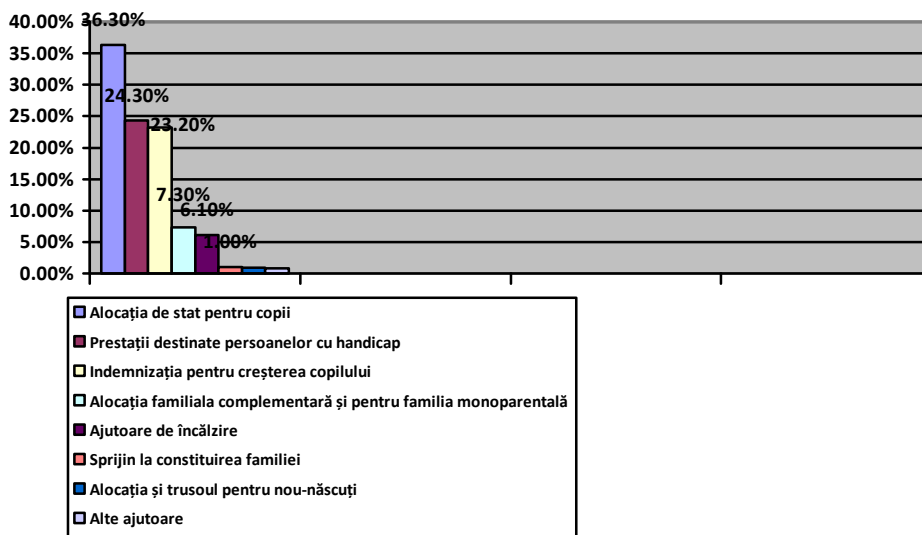 40.00%
36.30%
35.00%
30.00%
24.30%
25.00%
23.20%
20.00%
15.00%
7.30%
10.00%
6.10%
5.00%
1.00%
0.00%
Alocația de stat pentru copii
Prestații destinate persoanelor cu handicap
Indemnizația pentru creșterea copilului
Alocația familiala complementară și pentru familia monoparentală
Ajutoare de încălzire
Sprijin la constituirea familiei
Alocația și trusoul pentru nou-născuți
Alte ajutoare